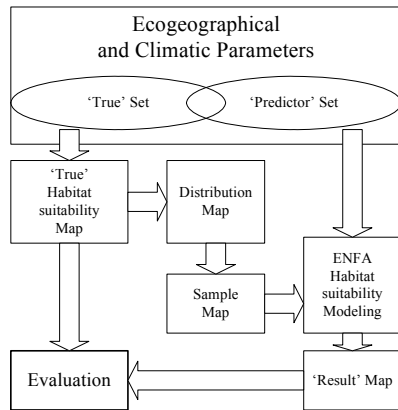 Ecogeographical
and Climatic Parameters
‘True’ Set
‘Predictor’ Set
‘True’
Habitat
suitability
Map
Distribution
Map
Sample
Map
ENFA
Habitat
suitability
Modeling
Evaluation
‘Result’ Map